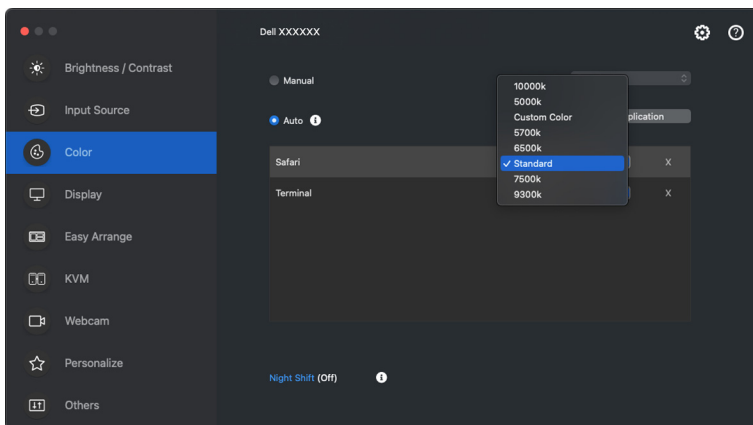 Dell XXXXXX
Brightness / Contrast
Input Source
Color
Display
Easy Arrange
KVM
Webcam
Personalize
Others
Manual
Auto
10000k
5000k
Custom Color
5700k
6500k
✓ Standard
7500k
9300k
Safari X
Terminal X
Night Shift (Off)